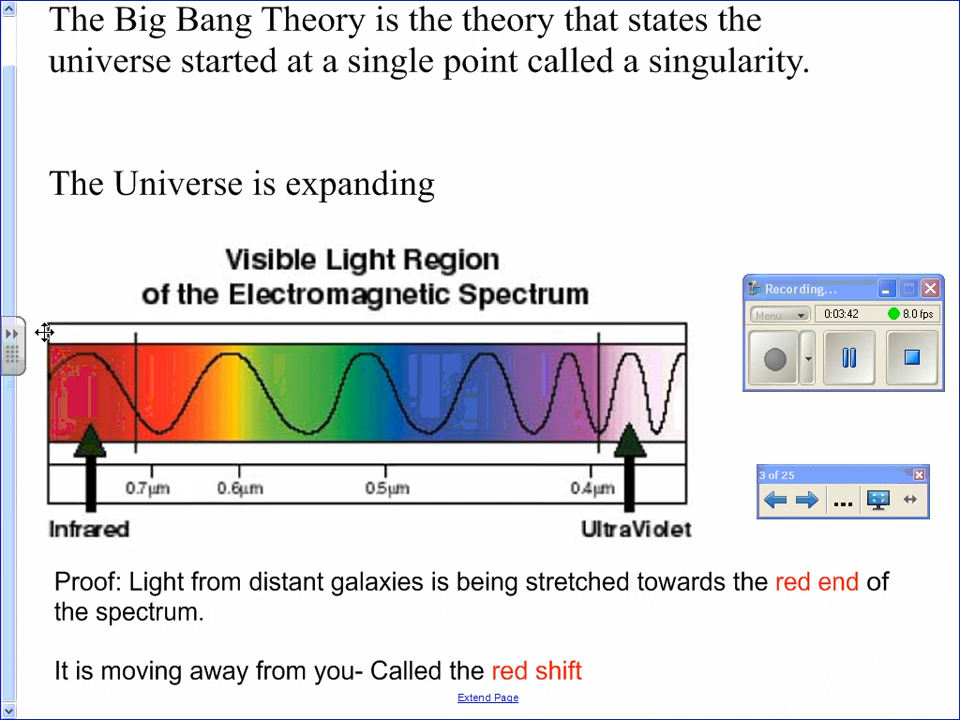 The Big Bang Theory is the theory that states the
universe started at a single point called a singularity.
The Universe is expanding
Visible Light Region
of the Electromagnetic Spectrum
0.7µm 0.6µm 0.5µm 0.4µm
Infrared UltraViolet
Recording...
Menu 0:03:42 8.0 fps
3 of 25
...
Proof: Light from distant galaxies is being stretched towards the red end of
the spectrum.
It is moving away from you- Called the red shift
Extend Page